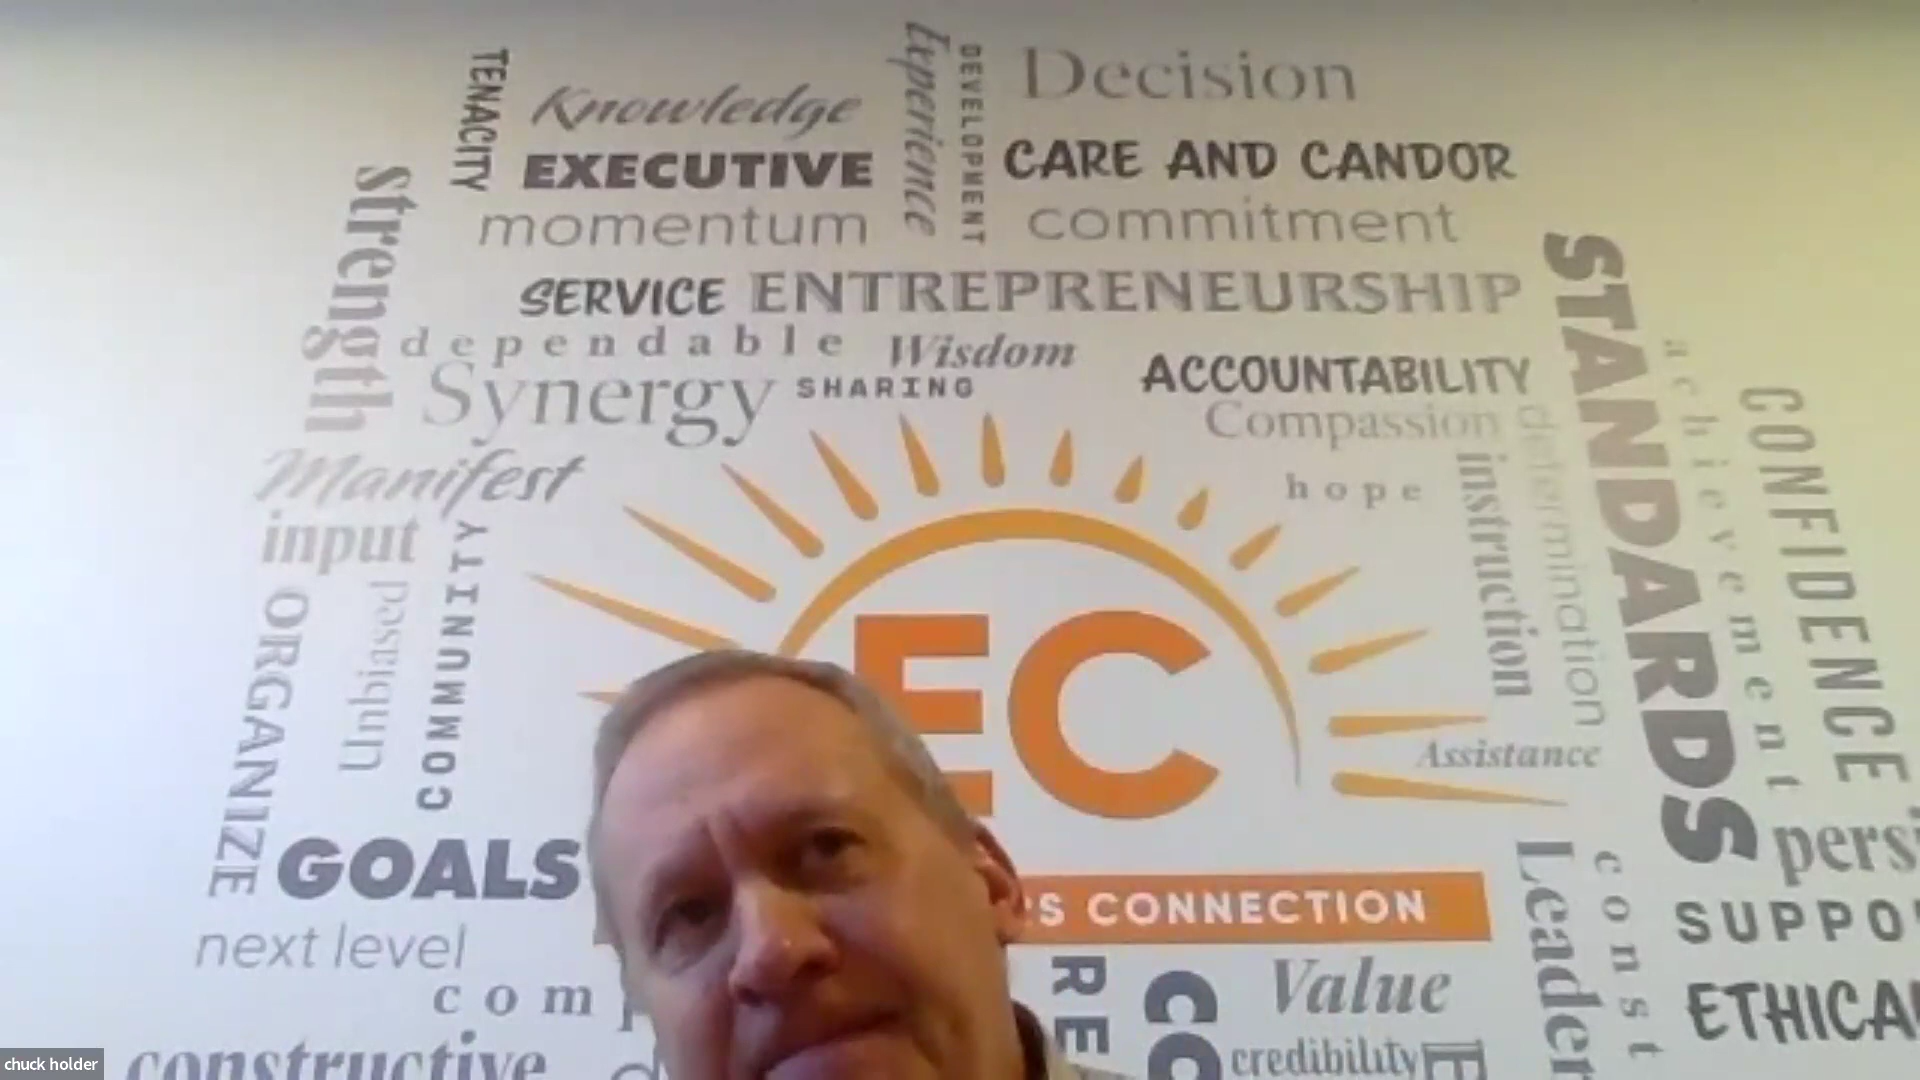 TENACITY
Knowledge
Experience
DEVELOPMENT
Decision
EXECUTIVE
CARE AND CANDOR
momentum
commitment
Strength
SERVICE ENTREPRENEURSHIP
STANDARDS
dependable Wisdom
Synergy SHARING
ACCOUNTABILITY
Compassion
determination
achievement
CONFIDENCE
Manifest
hope
instruction
input
ORGANIZE
Unbiased
COMMUNITY
EC
Assistance
GOALS
CONNECTION
Leader
SUPPO
next level
Value
ETHICA
constructive
credibility
chuck holder